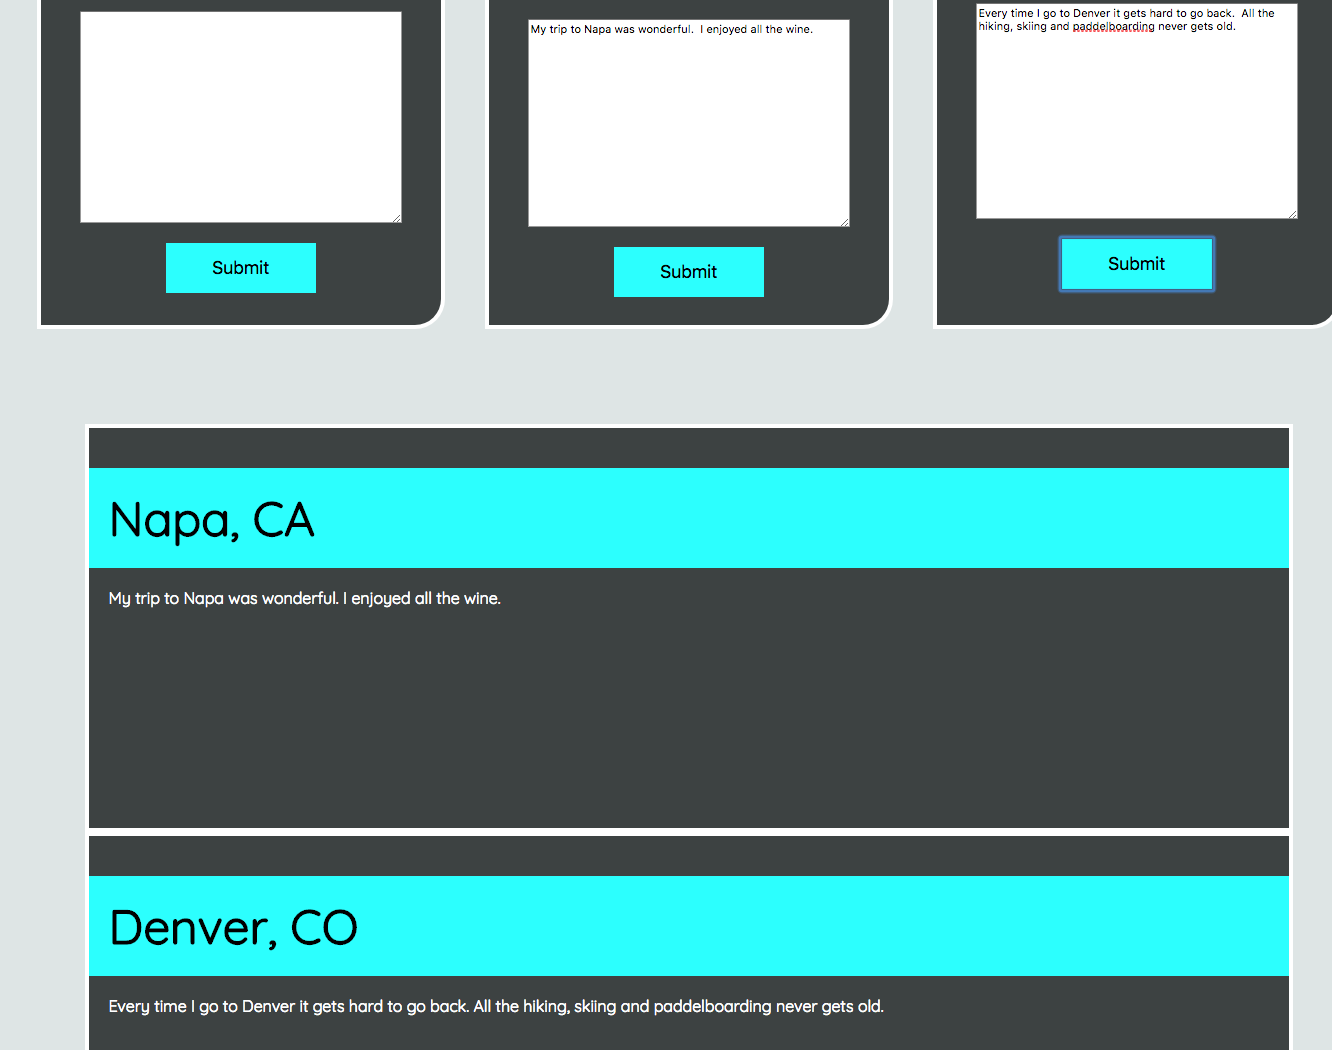 My trip to Napa was wonderful.  I enjoyed all the wine.
Every time I go to Denver it gets hard to go back.  All the
hiking, skiing and paddelboarding never gets old.
Submit
Submit
Submit
Napa, CA
My trip to Napa was wonderful. I enjoyed all the wine.
Denver, CO
Every time I go to Denver it gets hard to go back. All the hiking, skiing and paddelboarding never gets old.